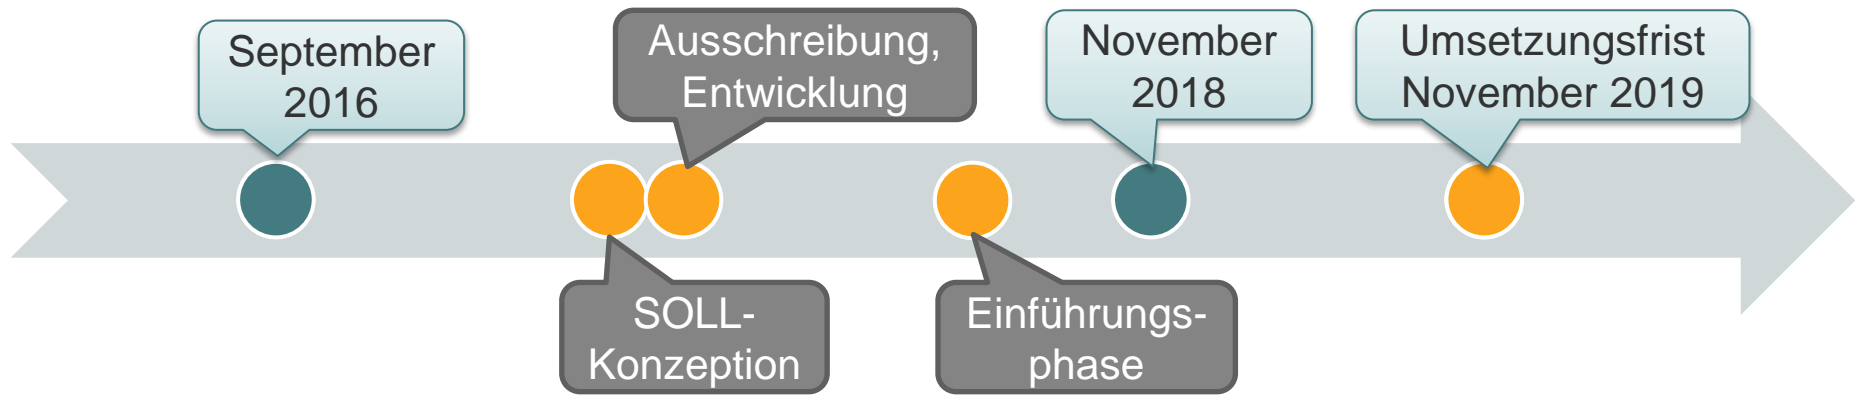 September
2016
Ausschreibung,
Entwicklung
November
2018
Umsetzungsfrist
November 2019
SOLL-
Konzeption
Einführungs-
phase